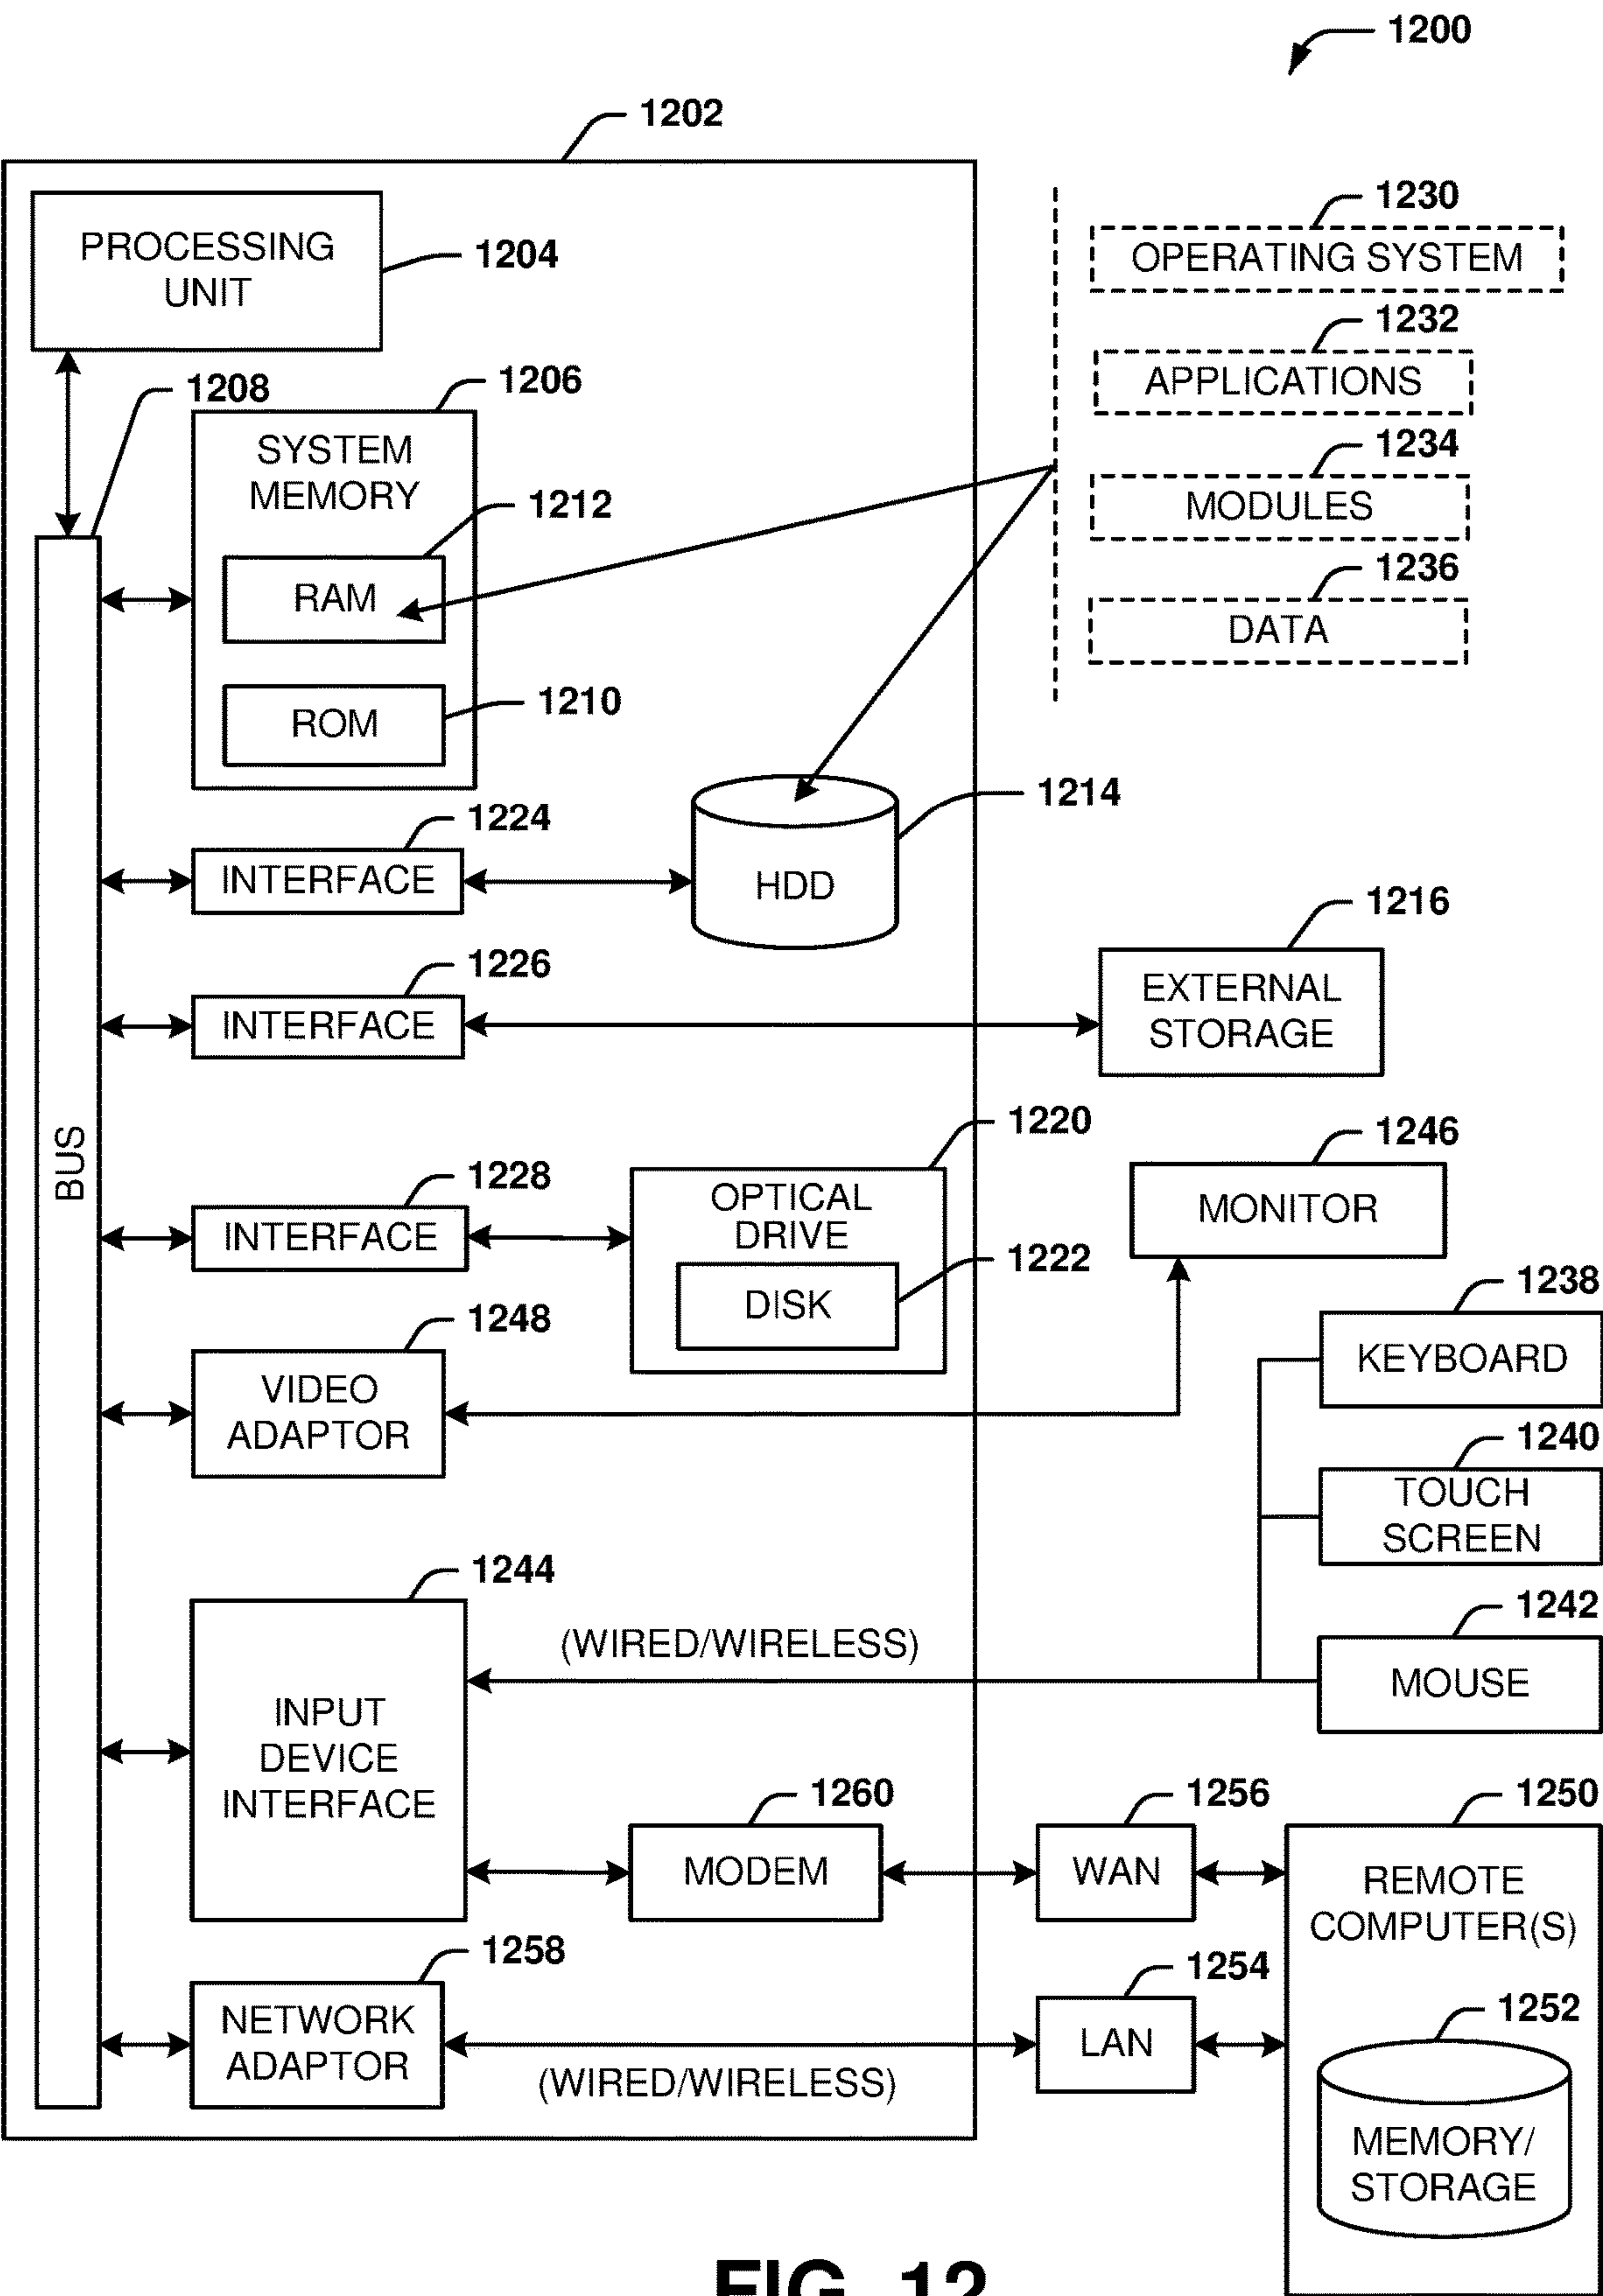 1200
1202
PROCESSING
UNIT
1204
1230
OPERATING SYSTEM
1232
APPLICATIONS
1234
MODULES
1236
DATA
1208
1206
SYSTEM
MEMORY
1212
RAM
1210
ROM
1224
INTERFACE
1214
HDD
1226
INTERFACE
1216
EXTERNAL
STORAGE
BUS
1228
INTERFACE
1220
OPTICAL
DRIVE
1222
DISK
1246
MONITOR
1248
VIDEO
ADAPTOR
1238
KEYBOARD
1240
TOUCH
SCREEN
1242
MOUSE
1244
INPUT
DEVICE
INTERFACE
(WIRED/WIRELESS)
1260
MODEM
1256
WAN
1250
REMOTE
COMPUTER(S)
1258
NETWORK
ADAPTOR
(WIRED/WIRELESS)
1254
LAN
1252
MEMORY/
STORAGE
FIG. 12